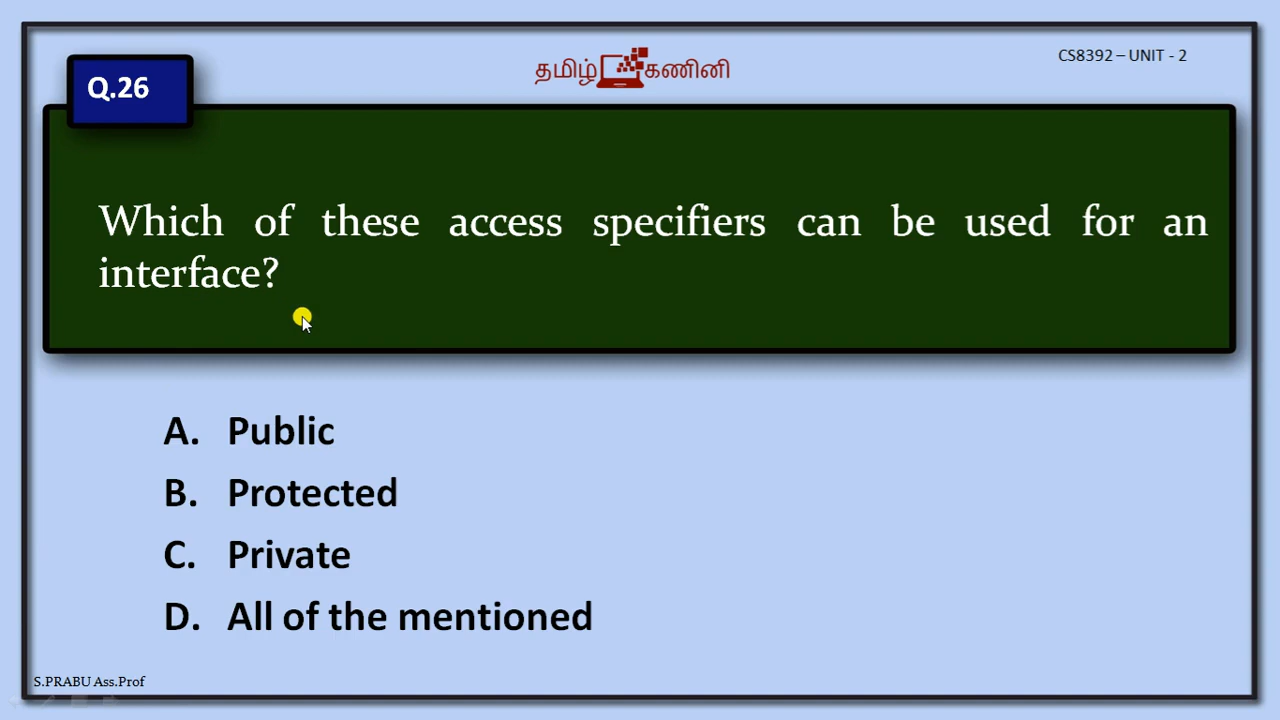 Q.26
தமிழ் கணினி
CS8392 – UNIT - 2
Which of these access specifiers can be used for an
interface?
A. Public
B. Protected
C. Private
D. All of the mentioned
S.PRABU Ass.Prof